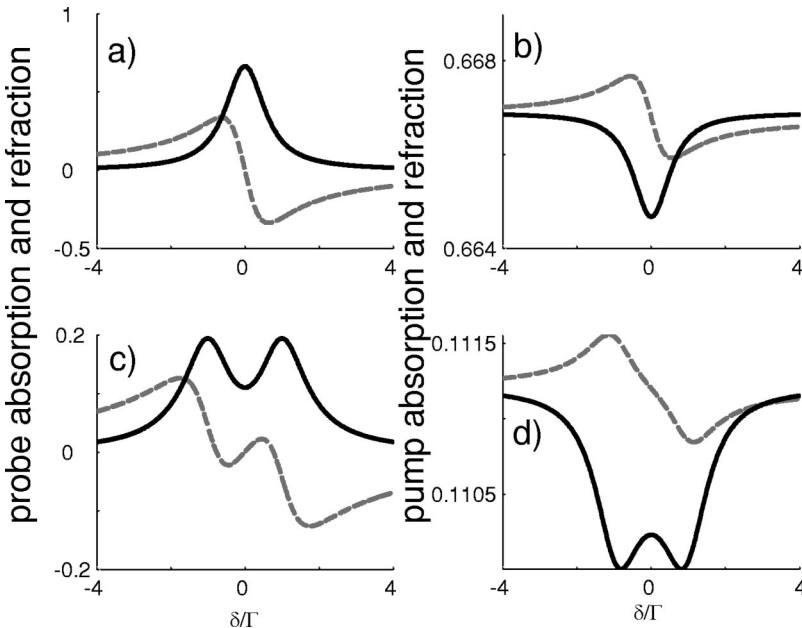 probe absorption and refraction
a)
1
0
-0.5
-4
0
4
pump absorption and refraction
b)
0.668
0.664
-4
0
4
c)
0.2
0
-0.2
-4
0
4
δ/Γ
d)
0.1115
0.1105
-4
0
4
δ/Γ